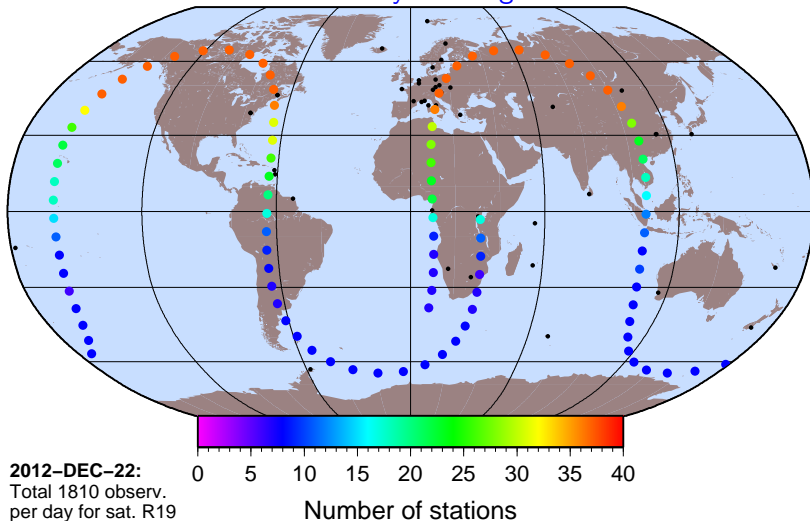 0 5 10 15 20 25 30 35 40
2012–DEC–22:
Total 1810 observ.
per day for sat. R19
Number of stations